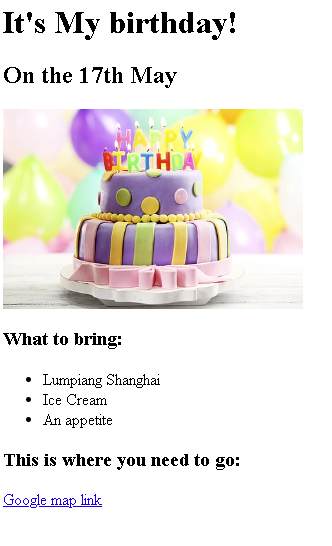 It's My birthday!
On the 17th May
HAPPY
BIRTHDAY
What to bring:
Lumpiang Shanghai
Ice Cream
An appetite
This is where you need to go:
Google map link